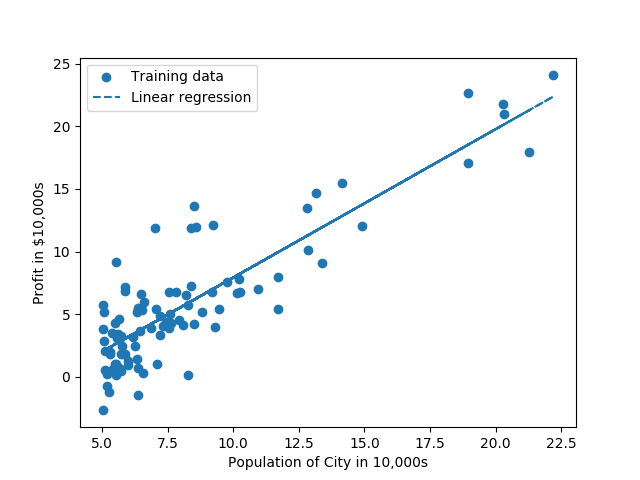 Training data
Linear regression
25
20
15
10
5
0
Profit in $10,000s
5.0 7.5 10.0 12.5 15.0 17.5 20.0 22.5
Population of City in 10,000s